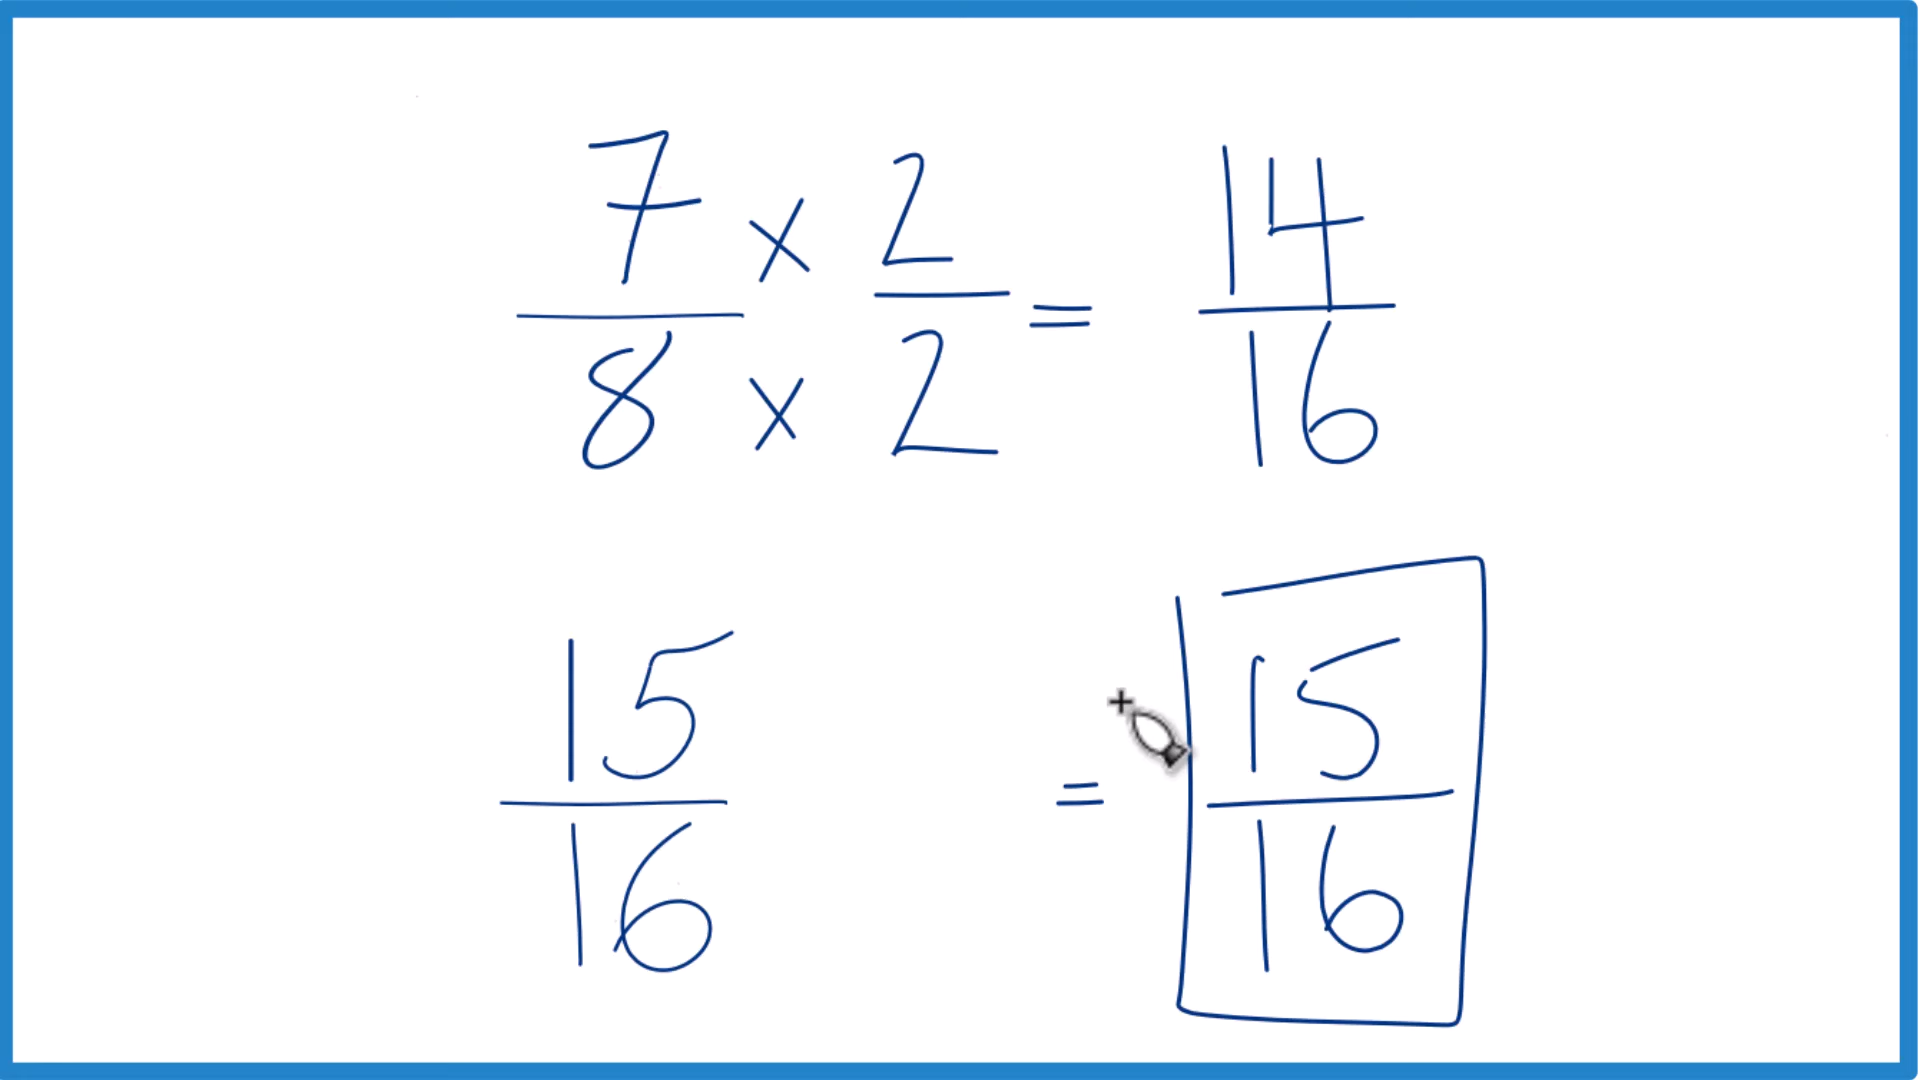 7/8 × 2/2 = 14/16
15/16 = 15/16